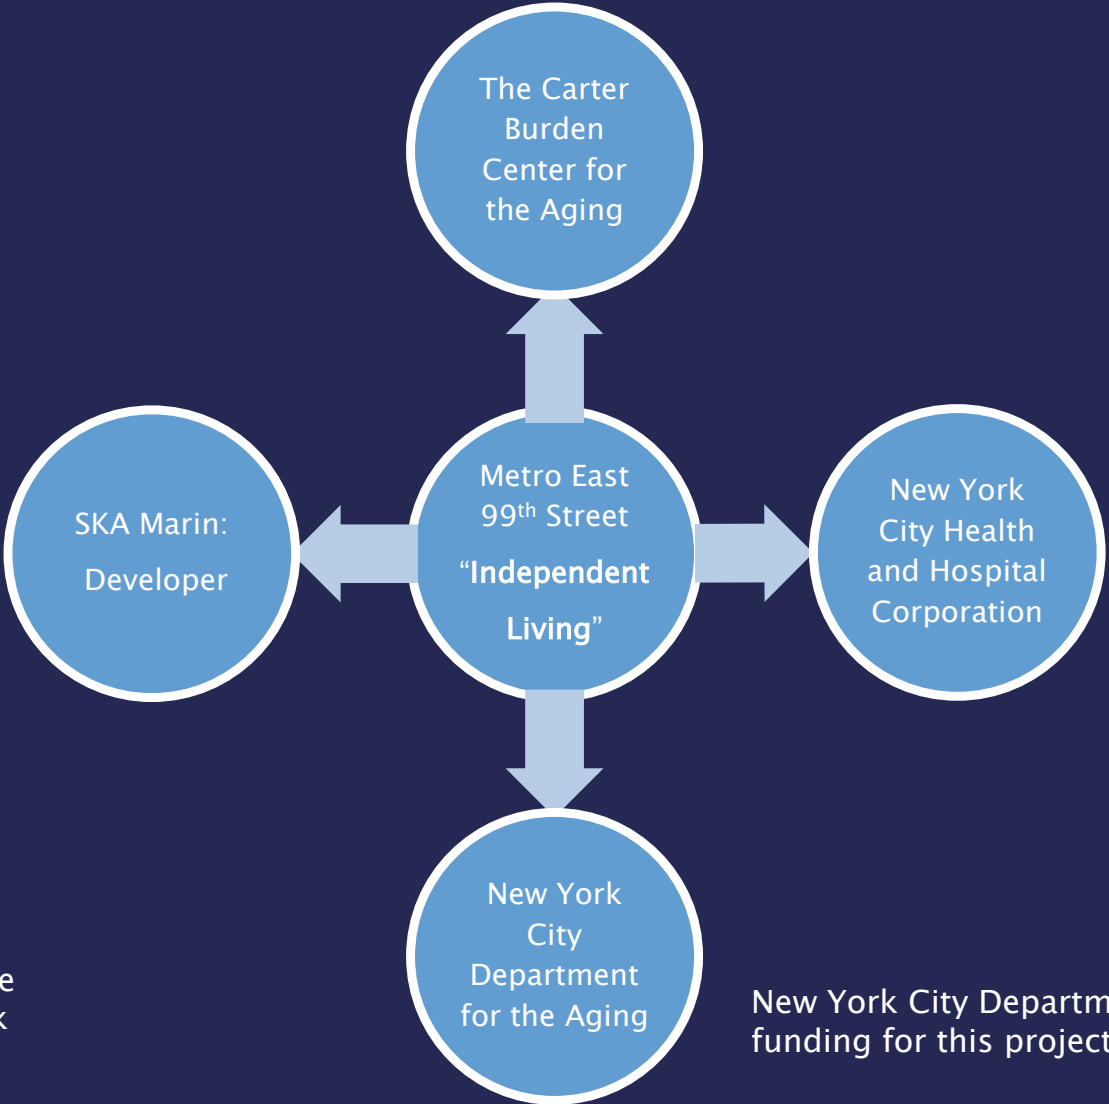 The Carter
Burden
Center for
the Aging
SKA Marin:
Developer
Metro East
99th Street
“Independent
Living”
New York
City Health
and Hospital
Corporation
New York
City
Department
for the Aging
New York City
funding for this project